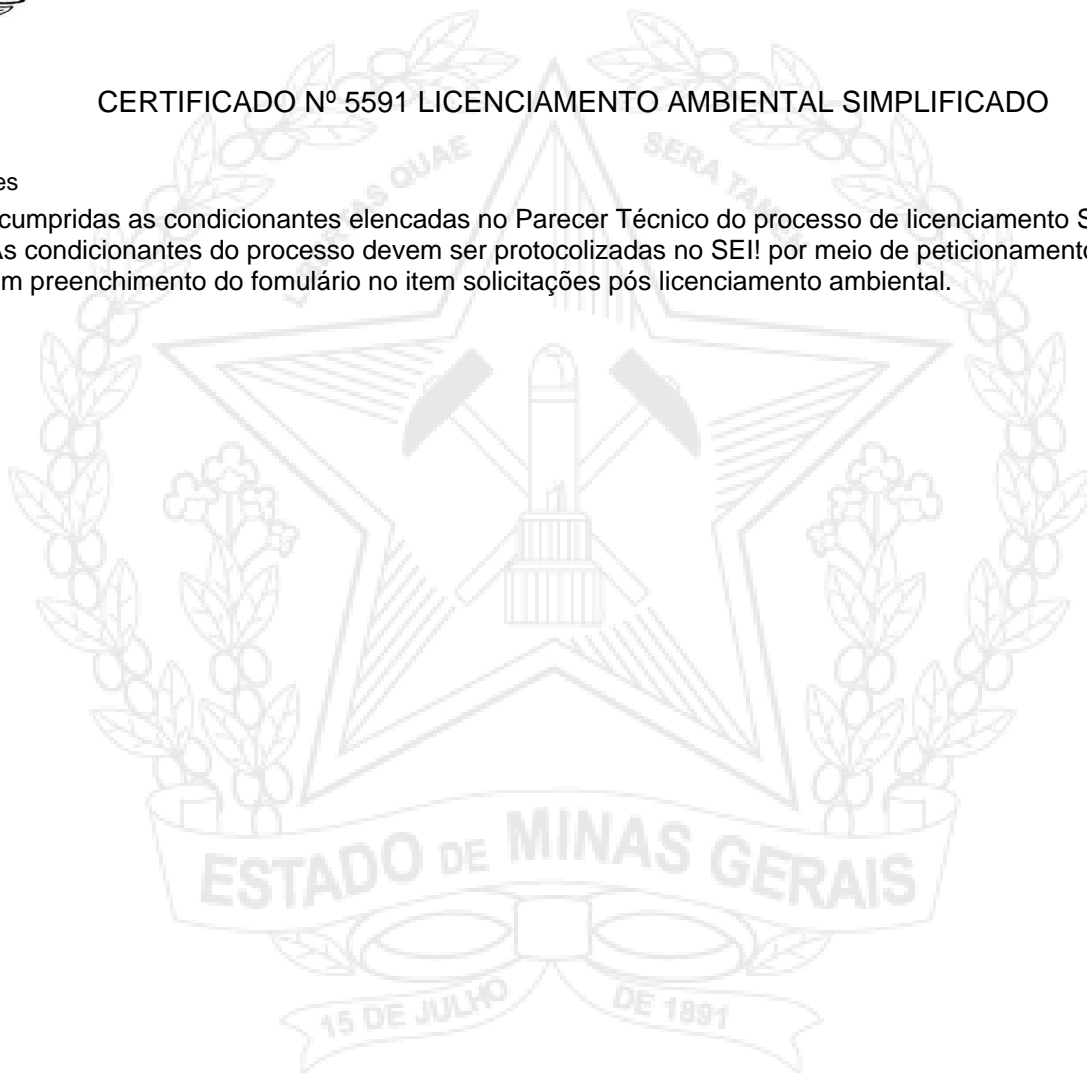 CERTIFICADO Nº 5591 LICENCIAMENTO AMBIENTAL SIMPLIFICADO
es
cumpridas as condicionantes elencadas no Parecer Técnico do processo de licenciamento S
As condicionantes do processo devem ser protocolizadas no SEI! por meio de peticionamento
m preenchimento do fomulário no item solicitações pós licenciamento ambiental.
QUAE SERA TAMEN
ESTADO DE MINAS GERAIS
15 DE JULHO DE 1891